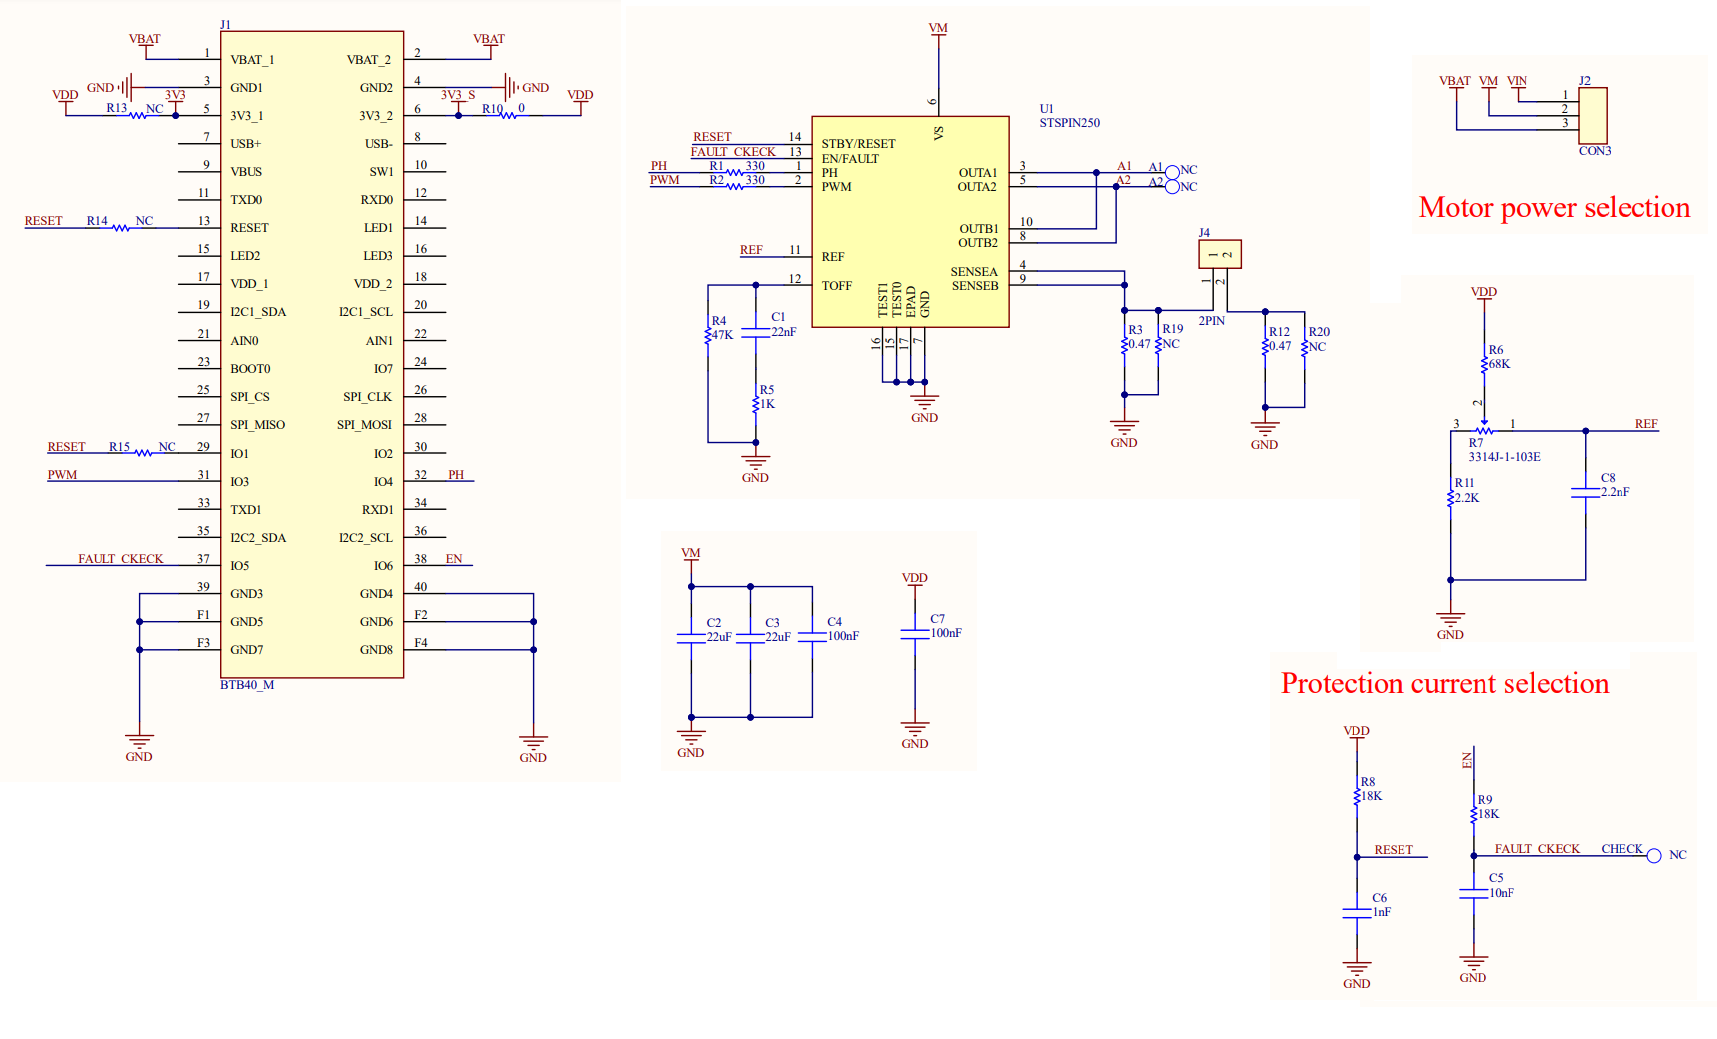 J1
VBAT
VBAT
1 VBAT_1 VBAT_2 2
GND 3 GND1 GND2 4 GND
VDD R13 NC 3V3 5 3V3_1 3V3_2 6 3V3_S R10 0 VDD
7 USB+ USB- 8
9 VBUS SW1 10
11 TXD0 RXD0 12
RESET R14 NC 13 RESET LED1 14
15 LED2 LED3 16
17 VDD_1 VDD_2 18
19 I2C1_SDA I2C1_SCL 20
21 AIN0 AIN1 22
23 BOOT0 IO7 24
25 SPI_CS SPI_CLK 26
27 SPI_MISO SPI_MOSI 28
RESET R15 NC 29 IO1 IO2 30
PWM 31 IO3 IO4 32 PH
33 TXD1 RXD1 34
35 I2C2_SDA I2C2_SCL 36
FAULT_CKECK 37 IO5 IO6 38 EN
39 GND3 GND4 40
F1 GND5 GND6 F2
F3 GND7 GND8 F4
BTB40_M
GND
GND
VM
6
VS
U1
STSPIN250
RESET 14 STBY/RESET
FAULT_CKECK 13 EN/FAULT
PH R1 330 1 PH
PWM R2 330 2 PWM
REF 11 REF
12 TOFF
OUTA1 3 A1 A1 NC
OUTA2 5 A2 A2 NC
OUTB1 10
OUTB2 8
SENSEA 4
SENSEB 9
TEST1 TEST0 EPAD GND
16 15 17 7
GND
R4
47K
C1
22nF
R5
1K
GND
J4
1 2
1 2
2PIN
R3
0.47
R19
NC
GND
R12
0.47
R20
NC
GND
VM
C2
22uF
C3
22uF
C4
100nF
GND
VDD
C7
100nF
GND
VBAT VM VIN J2
1
2
3
CON3
Motor power selection
VDD
R6
68K
2
3 1 REF
R7
3314J-1-103E
R11
2.2K
C8
2.2nF
GND
Protection current selection
VDD
R8
18K
RESET
C6
1nF
GND
EN
R9
18K
FAULT_CKECK CHECK NC
C5
10nF
GND